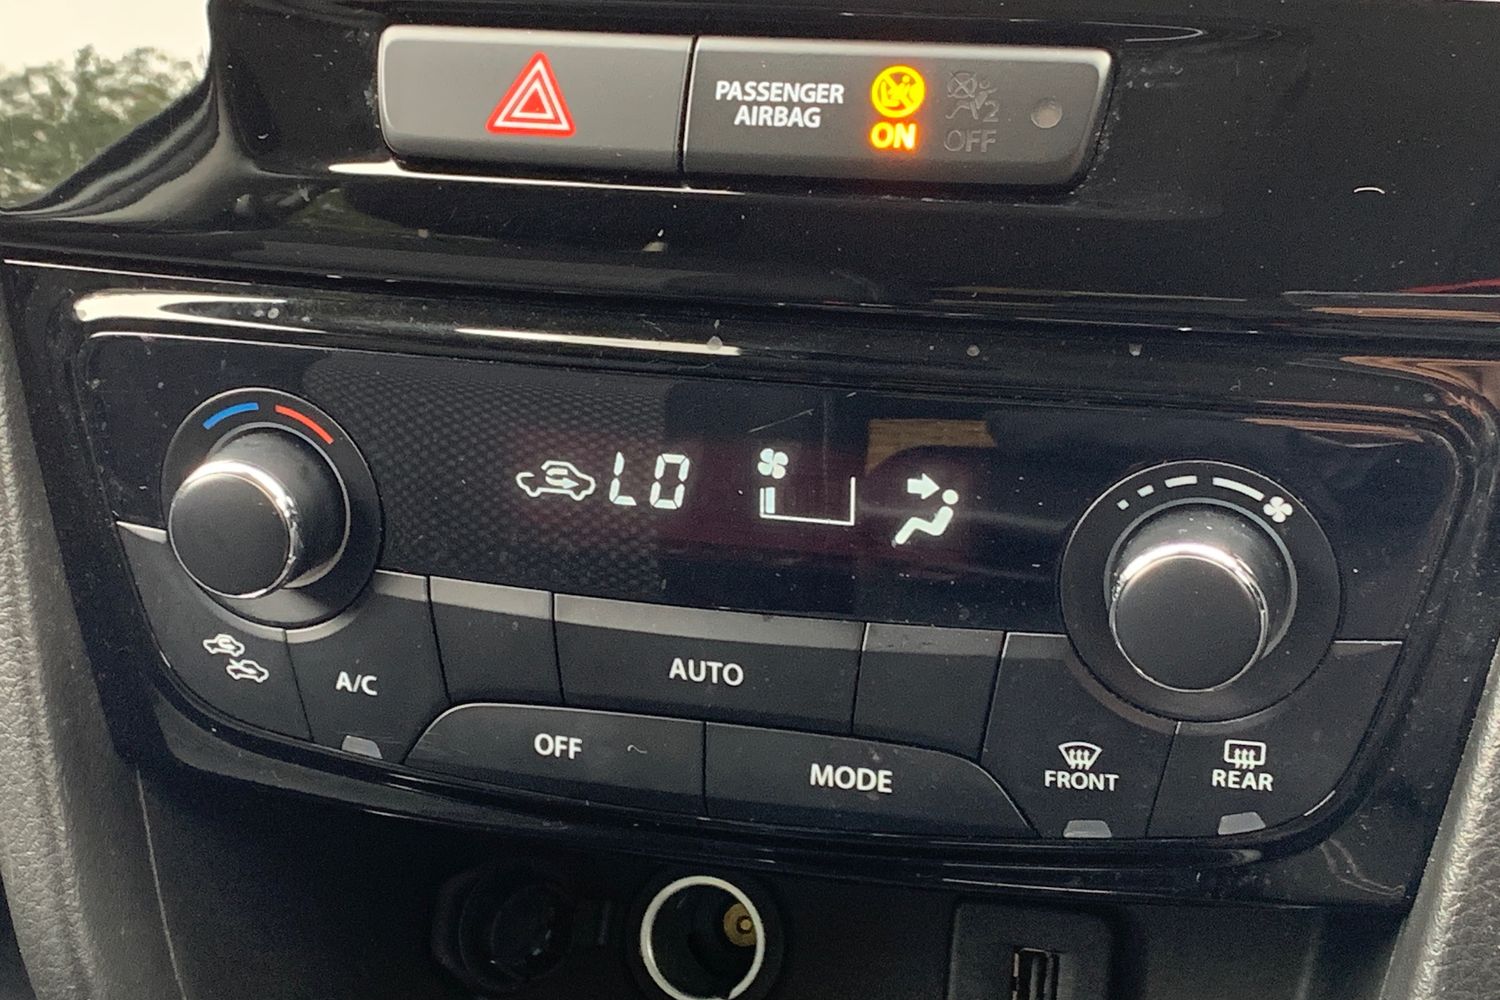 PASSENGER
AIRBAG
ON
OFF
LO
A/C
AUTO
OFF
MODE
FRONT
REAR